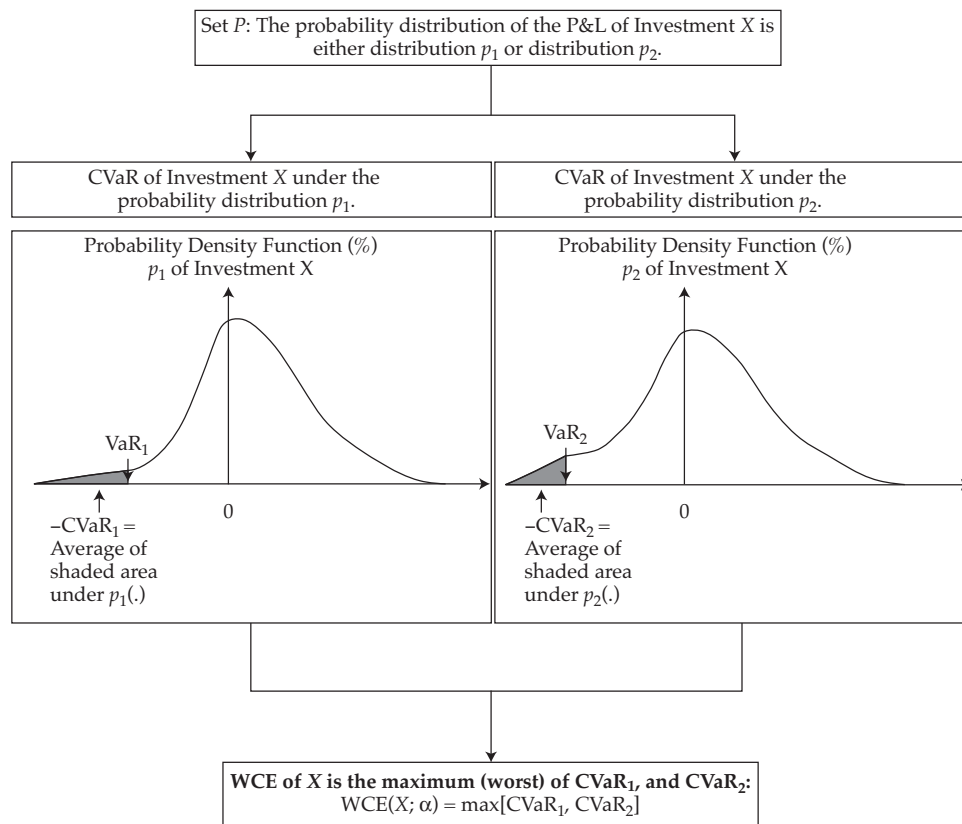 Set P: The probability distribution of the P&L of Investment X is
either distribution p₁ or distribution p₂.
CVaR of Investment X under the
probability distribution p₁.
CVaR of Investment X under the
probability distribution p₂.
Probability Density Function (%)
p₁ of Investment X
VaR₁
0
–CVaR₁ =
Average of
shaded area
under p₁(.)
Probability Density Function (%)
p₂ of Investment X
VaR₂
0
–CVaR₂ =
Average of
shaded area
under p₂(.)
WCE of X is the maximum (worst) of CVaR₁, and CVaR₂:
WCE(X; α) = max[CVaR₁, CVaR₂]